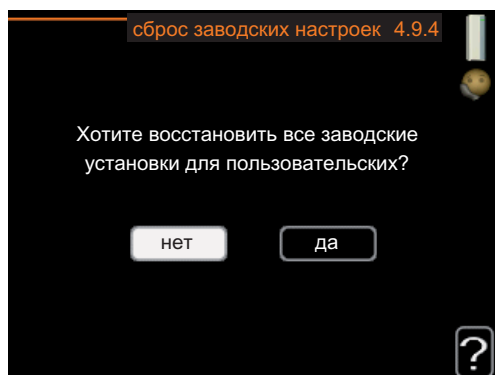 сброс заводских настроек 4.9.4
Хотите восстановить все заводские
установки для пользовательских?
нет
да
?